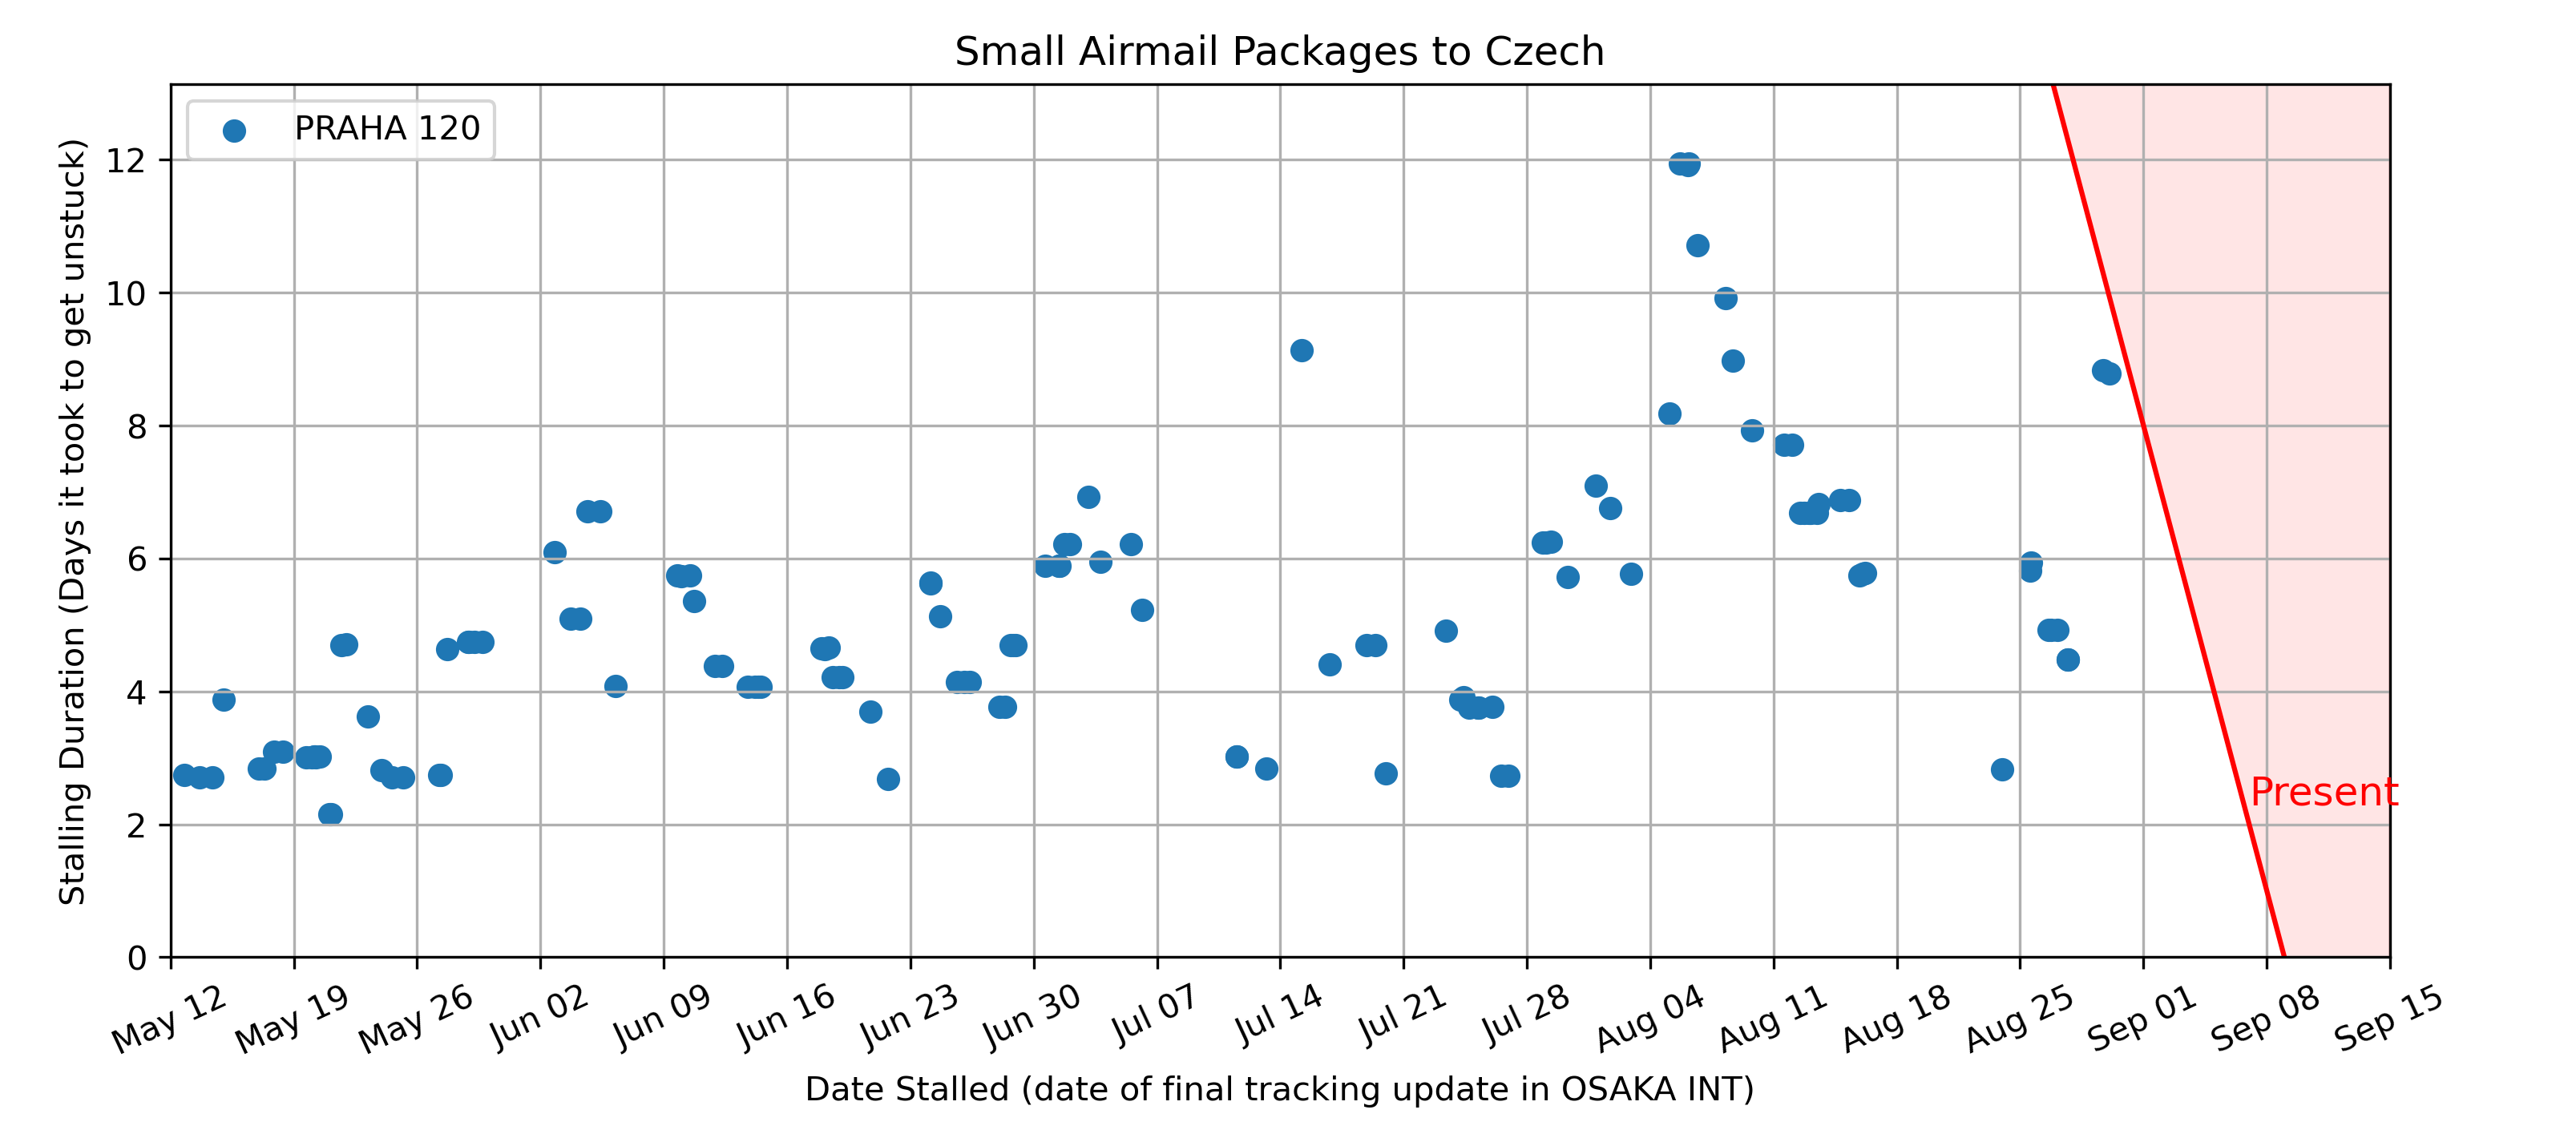 Small Airmail Packages to Czech
PRAHA 120
Stalling Duration (Days it took to get unstuck)
12
10
8
6
4
2
0
Present
May 12 May 19 May 26 Jun 02 Jun 09 Jun 16 Jun 23 Jun 30 Jul 07 Jul 14 Jul 21 Jul 28 Aug 04 Aug 11 Aug 18 Aug 25 Sep 01 Sep 08 Sep 15
Date Stalled (date of final tracking update in OSAKA INT)